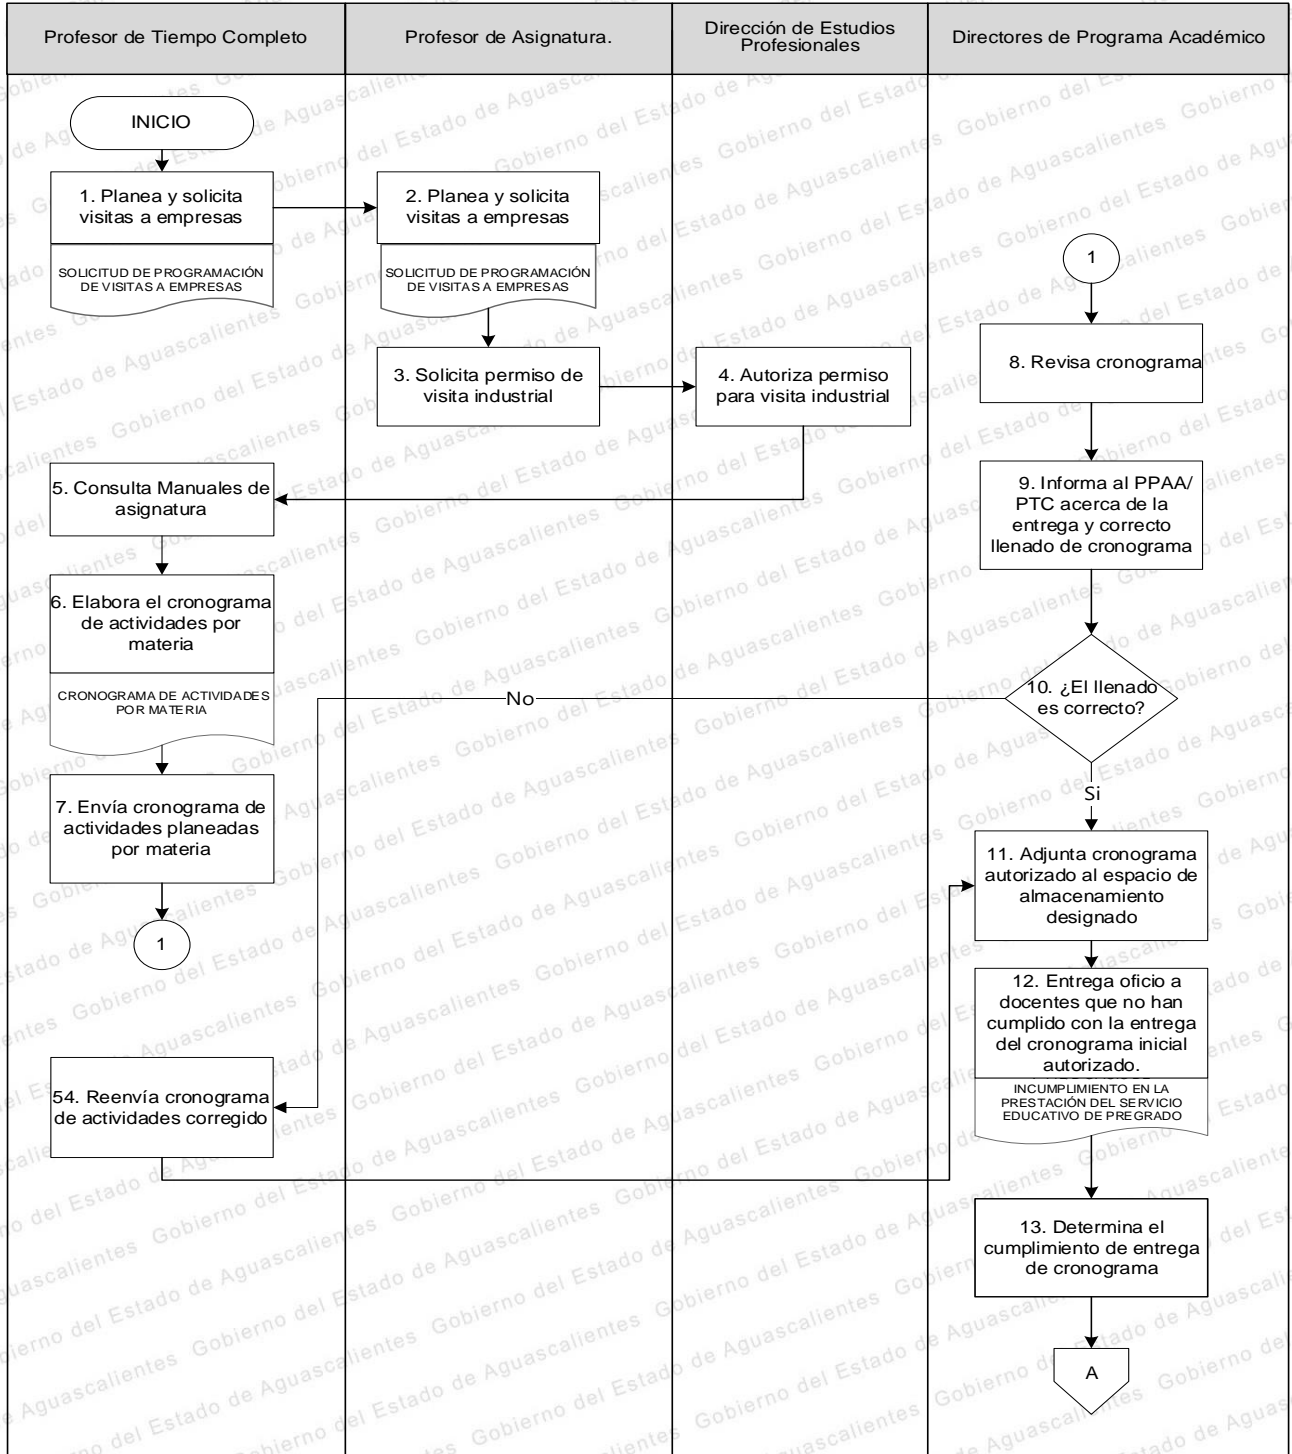 Profesor de Tiempo Completo
Profesor de Asignatura.
Dirección de Estudios
Profesionales
Directores de Programa Académico
INICIO
1. Planea y solicita
visitas a empresas
SOLICITUD DE PROGRAMACIÓN
DE VISITAS A EMPRESAS
2. Planea y solicita
visitas a empresas
SOLICITUD DE PROGRAMACIÓN
DE VISITAS A EMPRESAS
3. Solicita permiso de
visita industrial
4. Autoriza permiso
para visita industrial
5. Consulta Manuales de
asignatura
6. Elabora el cronograma
de actividades por
materia
CRONOGRAMA DE ACTIVIDADES
POR MATERIA
7. Envía cronograma de
actividades planeadas
por materia
1
1
8. Revisa cronograma
9. Informa al PPAA/
PTC acerca de la
entrega y correcto
llenado de cronograma
10. ¿El llenado
es correcto?
No
Si
54. Reenvía cronograma
de actividades corregido
11. Adjunta cronograma
autorizado al espacio de
almacenamiento
designado
12. Entrega oficio a
docentes que no han
cumplido con la entrega
del cronograma inicial
autorizado.
INCUMPLIMIENTO EN LA
PRESTACIÓN DEL SERVICIO
EDUCATIVO DE PREGRADO
13. Determina el
cumplimiento de entrega
de cronograma
A
Gobierno del Estado de Aguascalientes